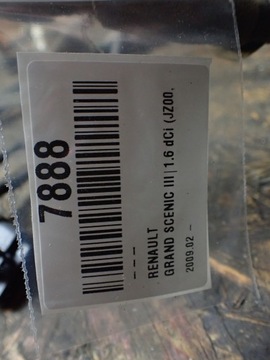 7888
– – –
RENAULT
GRAND SCENIC III | 1.6 dCi (JZ00,
2009.02 –